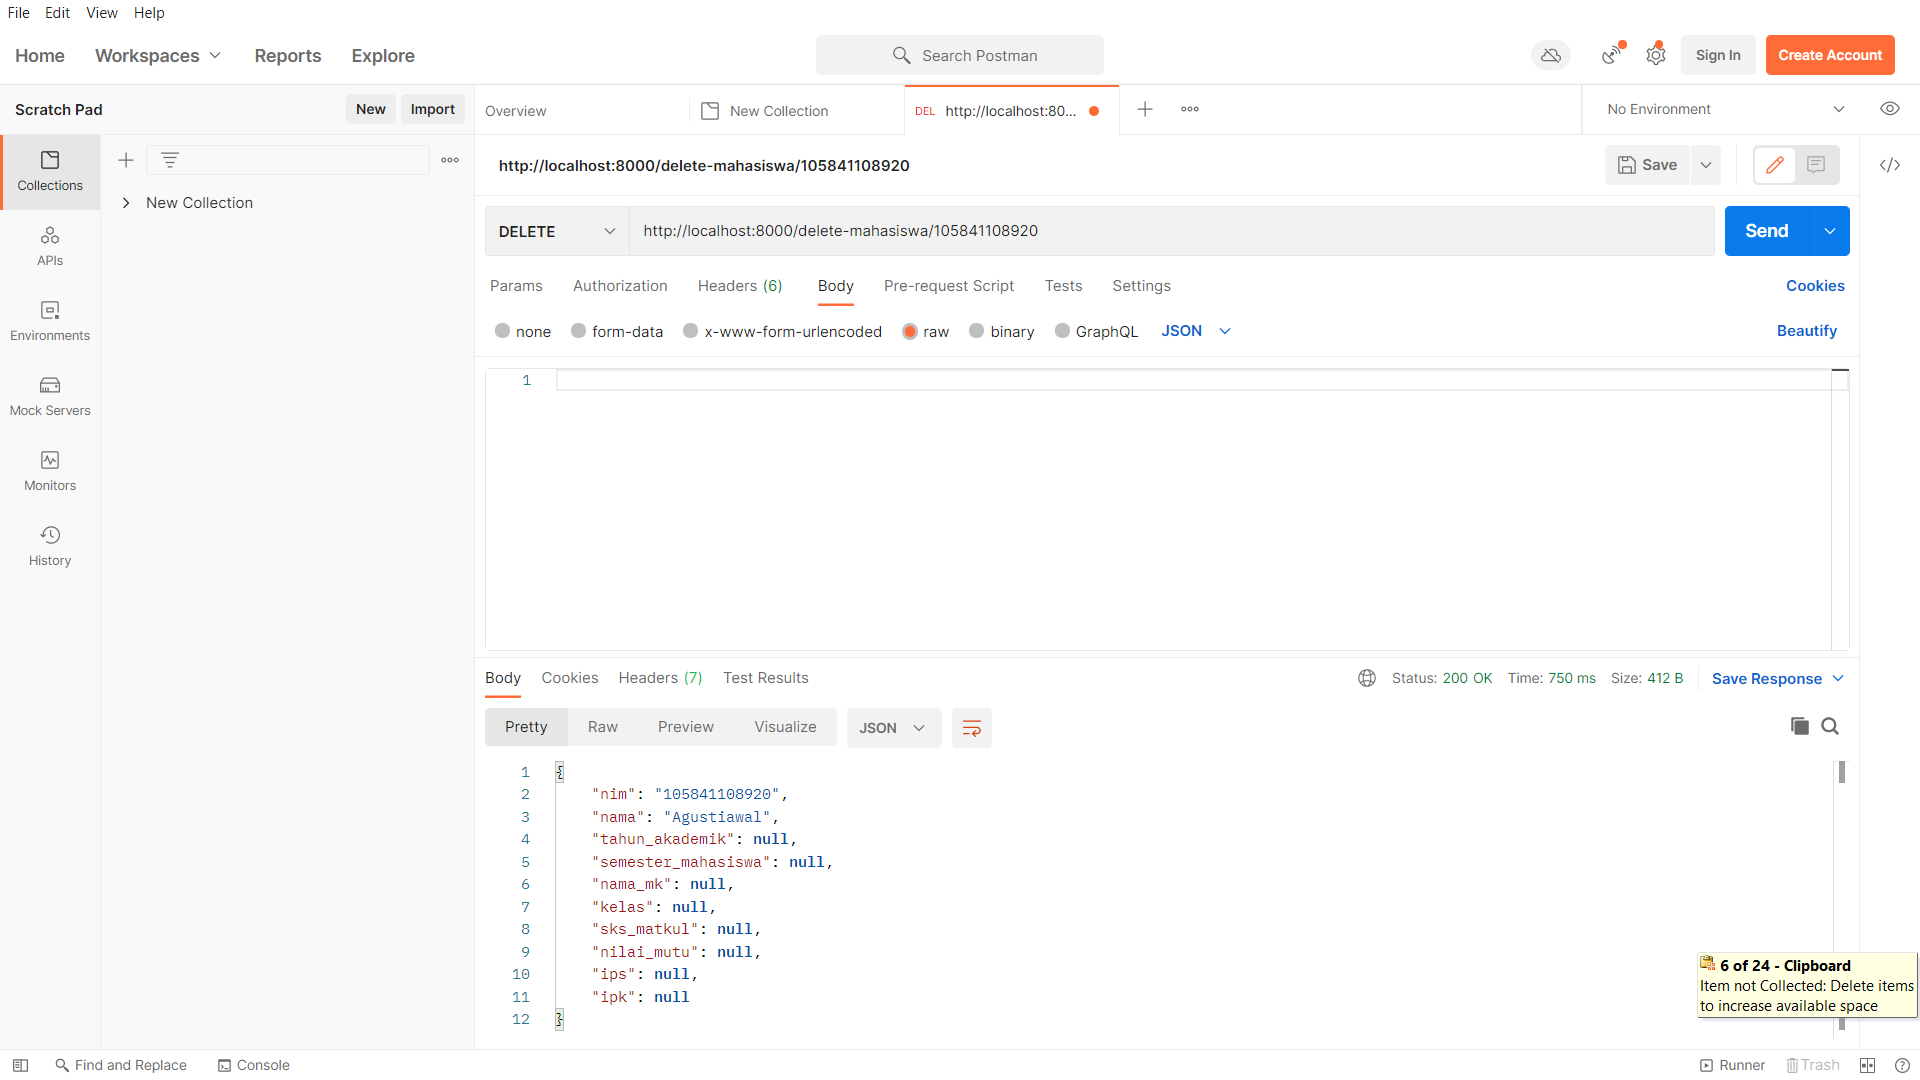 File Edit View Help
Home Workspaces Reports Explore Search Postman Sign In Create Account
Scratch Pad New Import Overview New Collection DEL http://localhost:80... No Environment
http://localhost:8000/delete-mahasiswa/105841108920 Save
Collections
New Collection
DELETE http://localhost:8000/delete-mahasiswa/105841108920 Send
APIs
Params Authorization Headers (6) Body Pre-request Script Tests Settings Cookies
Environments
none form-data x-www-form-urlencoded raw binary GraphQL JSON Beautify
1
Mock Servers
Monitors
History
Body Cookies Headers (7) Test Results Status: 200 OK Time: 750 ms Size: 412 B Save Response
Pretty Raw Preview Visualize JSON
1 {
2 "nim": "105841108920",
3 "nama": "Agustiawal",
4 "tahun_akademik": null,
5 "semester_mahasiswa": null,
6 "nama_mk": null,
7 "kelas": null,
8 "sks_matkul": null,
9 "nilai_mutu": null,
10 "ips": null,
11 "ipk": null
12 }
6 of 24 - Clipboard
Item not Collected: Delete items
to increase available space
Find and Replace Console Runner Trash